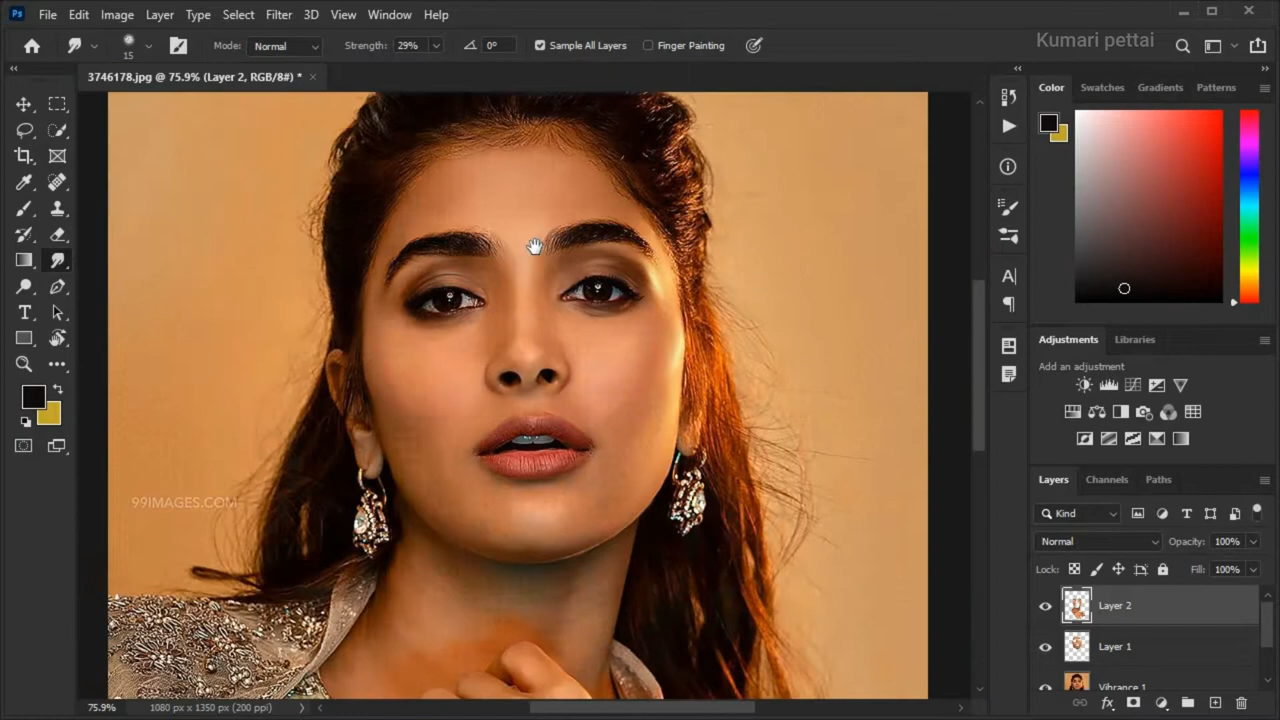 Ps File Edit Image Layer Type Select Filter 3D View Window Help
15 Mode: Normal Strength: 29% 0° Sample All Layers Finger Painting
Kumari pettai
3746178.jpg @ 75.9% (Layer 2, RGB/8#) * ×
Color Swatches Gradients Patterns
Adjustments Libraries
Add an adjustment
Layers Channels Paths
Kind
Normal Opacity: 100%
Lock: Fill: 100%
Layer 2
Layer 1
Vibrance 1
99IMAGES.COM
75.9% 1080 px x 1350 px (200 ppi)